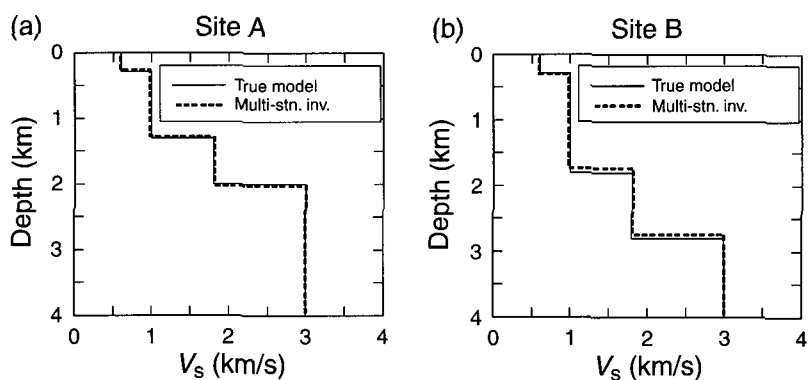 (a) Site A
0
1
2
3
4
Depth (km)
True model
Multi-stn. inv.
0 1 2 3 4
Vs (km/s)
(b) Site B
0
1
2
3
4
Depth (km)
True model
Multi-stn. inv.
0 1 2 3 4
Vs (km/s)